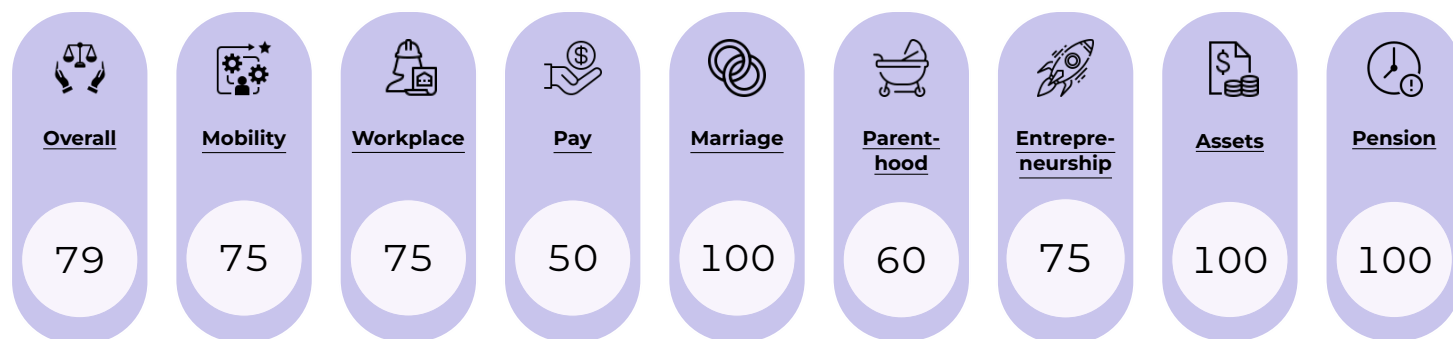 Overall
79
Mobility
75
Workplace
75
Pay
50
Marriage
100
Parent-
hood
60
Entrepre-
neurship
75
Assets
100
Pension
100